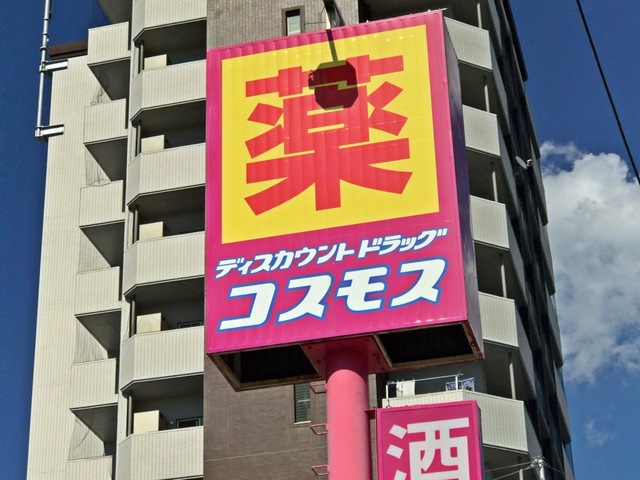 薬
ディスカウントドラッグ
コスモス
酒